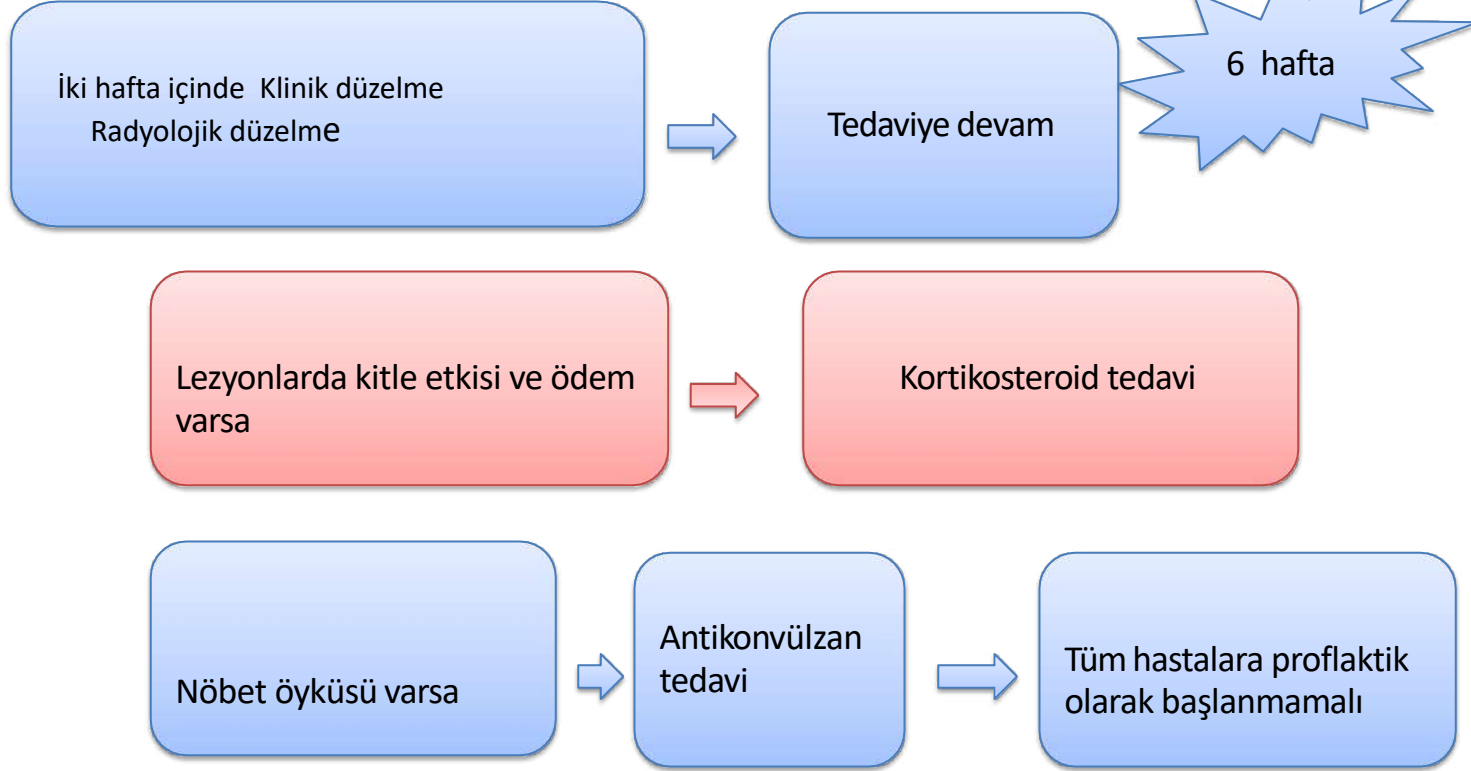 İki hafta içinde Klinik düzelme
Radyolojik düzelme
Tedaviye devam
6 hafta
Lezyonlarda kitle etkisi ve ödem
varsa
Kortikosteroid tedavi
Nöbet öyküsü varsa
Antikonvülzan
tedavi
Tüm hastalara proflaktik
olarak başlanmamalı